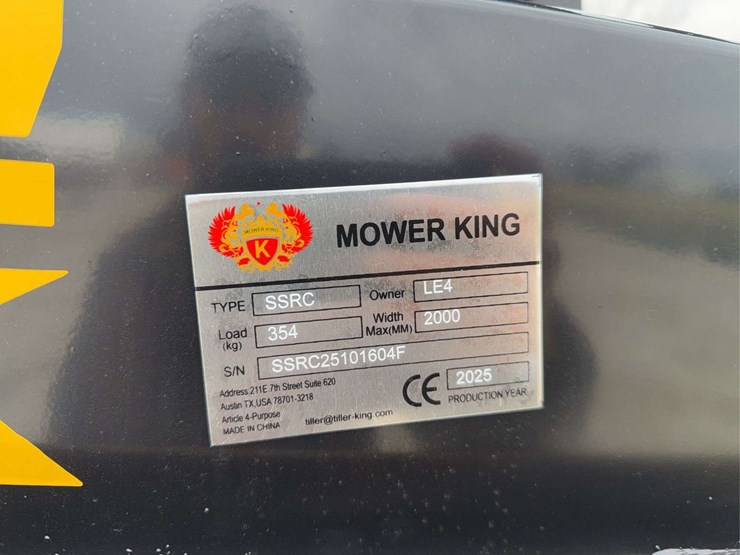 MOWER KING
K
MOWER KING
TYPE SSRC Owner LE4
Load (kg) 354 Width Max(MM) 2000
S/N SSRC25101604F
Address:211E 7th Street Suite 620
Austin TX,USA 78701-3218
Article 4-Purpose
MADE IN CHINA
tiller@tiller-king.com
CE 2025
PRODUCTION YEAR